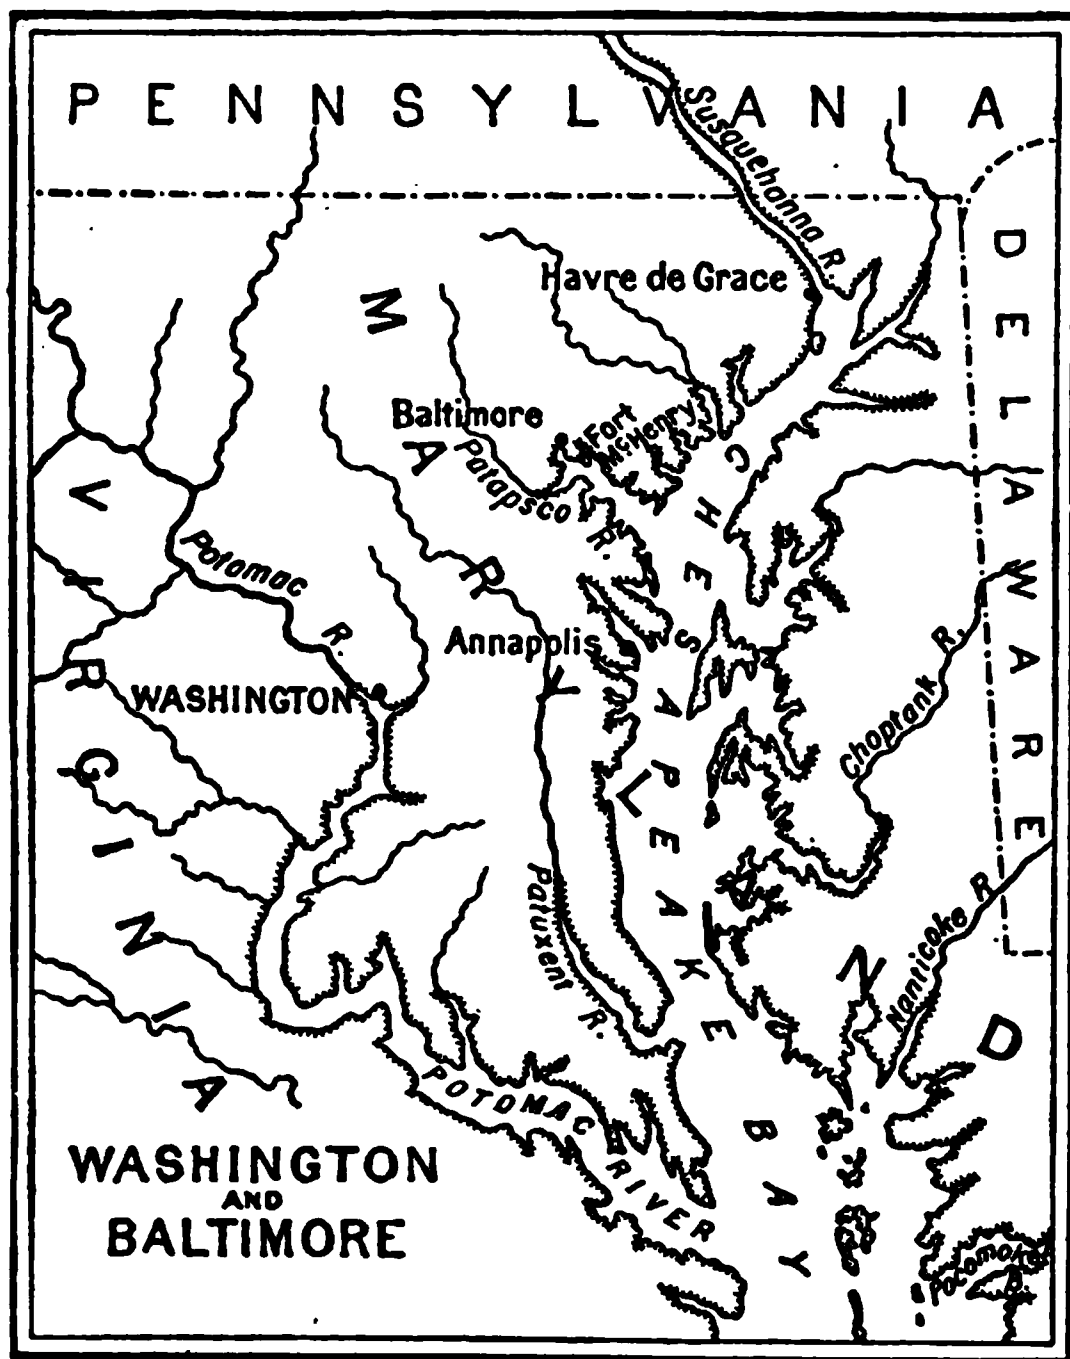 PENNSYLVANIA
Susquehanna R.
DELAWARE
Havre de Grace
MARYLAND
Baltimore
Fort
McHenry
Patapsco R.
CHESAPEAKE BAY
VIRGINIA
Potomac R.
Annapolis
WASHINGTON
Choptank R.
Patuxent R.
Nanticoke R
POTOMAC RIVER
Pocomoke R.
WASHINGTON
AND
BALTIMORE